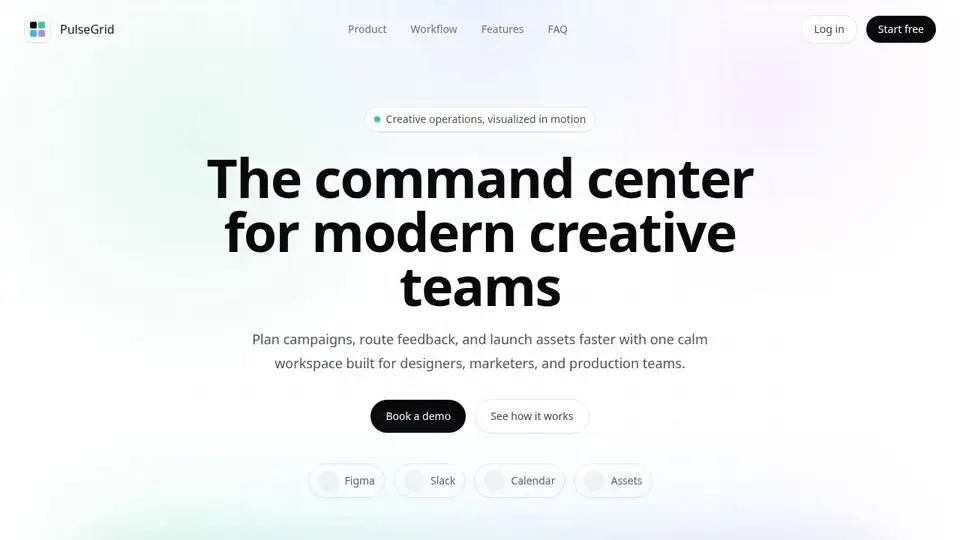 PulseGrid
Product
Workflow
Features
FAQ
Log in
Start free
Creative operations, visualized in motion
The command center
for modern creative
teams
Plan campaigns, route feedback, and launch assets faster with one calm
workspace built for designers, marketers, and production teams.
Book a demo
See how it works
Figma
Slack
Calendar
Assets